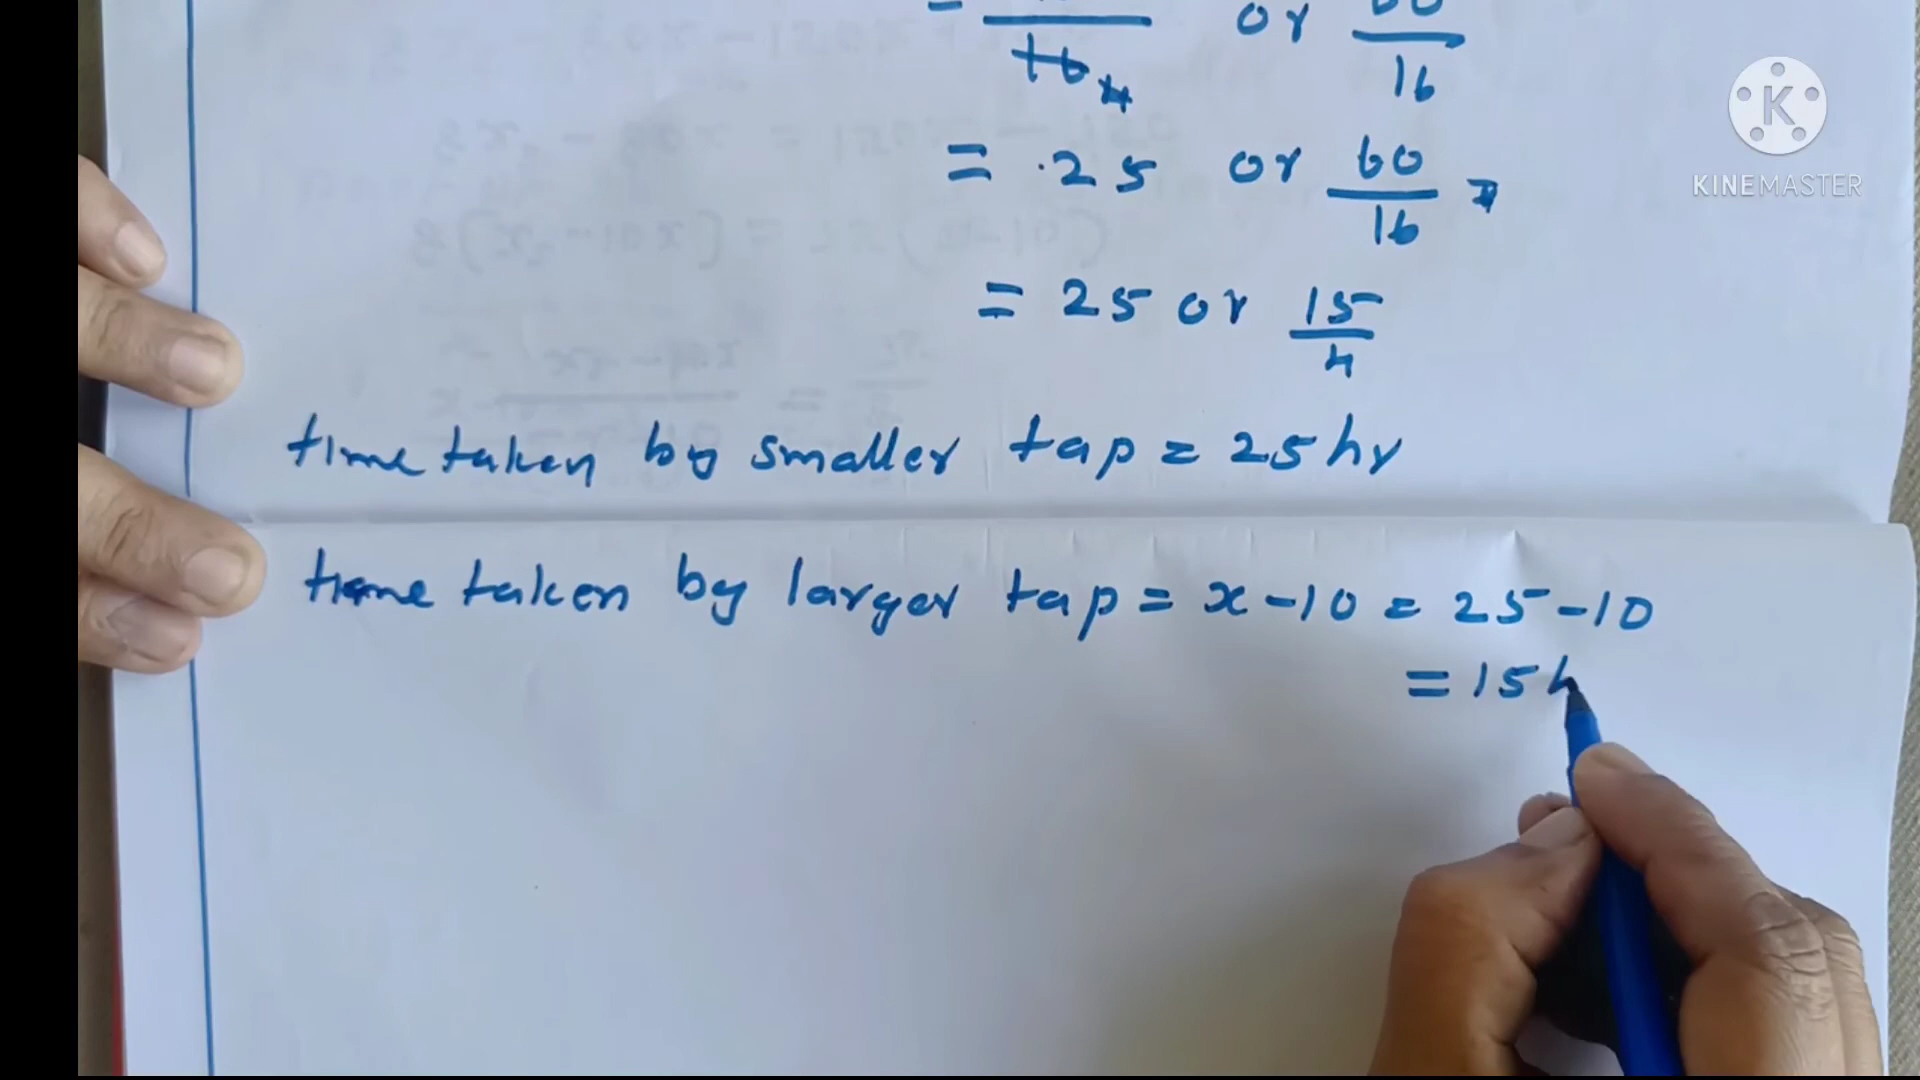 or 60/16
= 25 or 60/16
= 25 or 15/4
time taken by smaller tap = 25 hr
time taken by larger tap = x - 10 = 25 - 10
= 15 h
KINEMASTER